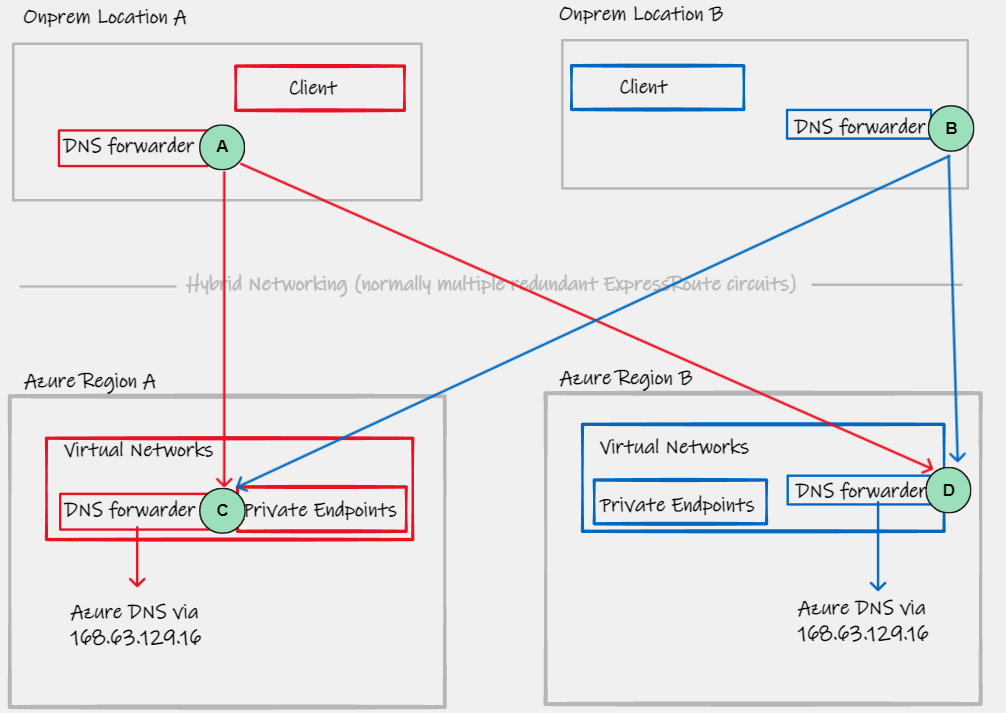 Onprem Location A
Onprem Location B
Client
Client
DNS forwarder
A
DNS forwarder
B
Hybrid Networking (normally multiple redundant ExpressRoute circuits)
Azure Region A
Azure Region B
Virtual Networks
Virtual Networks
DNS forwarder
C
Private Endpoints
Private Endpoints
DNS forwarder
D
Azure DNS via
168.63.129.16
Azure DNS via
168.63.129.16